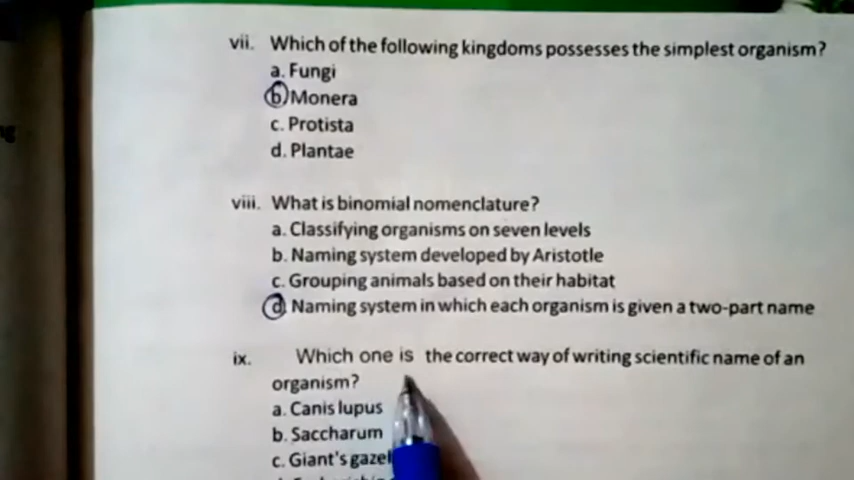 vii. Which of the following kingdoms possesses the simplest organism?
a. Fungi
b Monera
c. Protista
d. Plantae
viii. What is binomial nomenclature?
a. Classifying organisms on seven levels
b. Naming system developed by Aristotle
c. Grouping animals based on their habitat
d. Naming system in which each organism is given a two-part name
ix. Which one is the correct way of writing scientific name of an
organism?
a. Canis lupus
b. Saccharum
c. Giant's